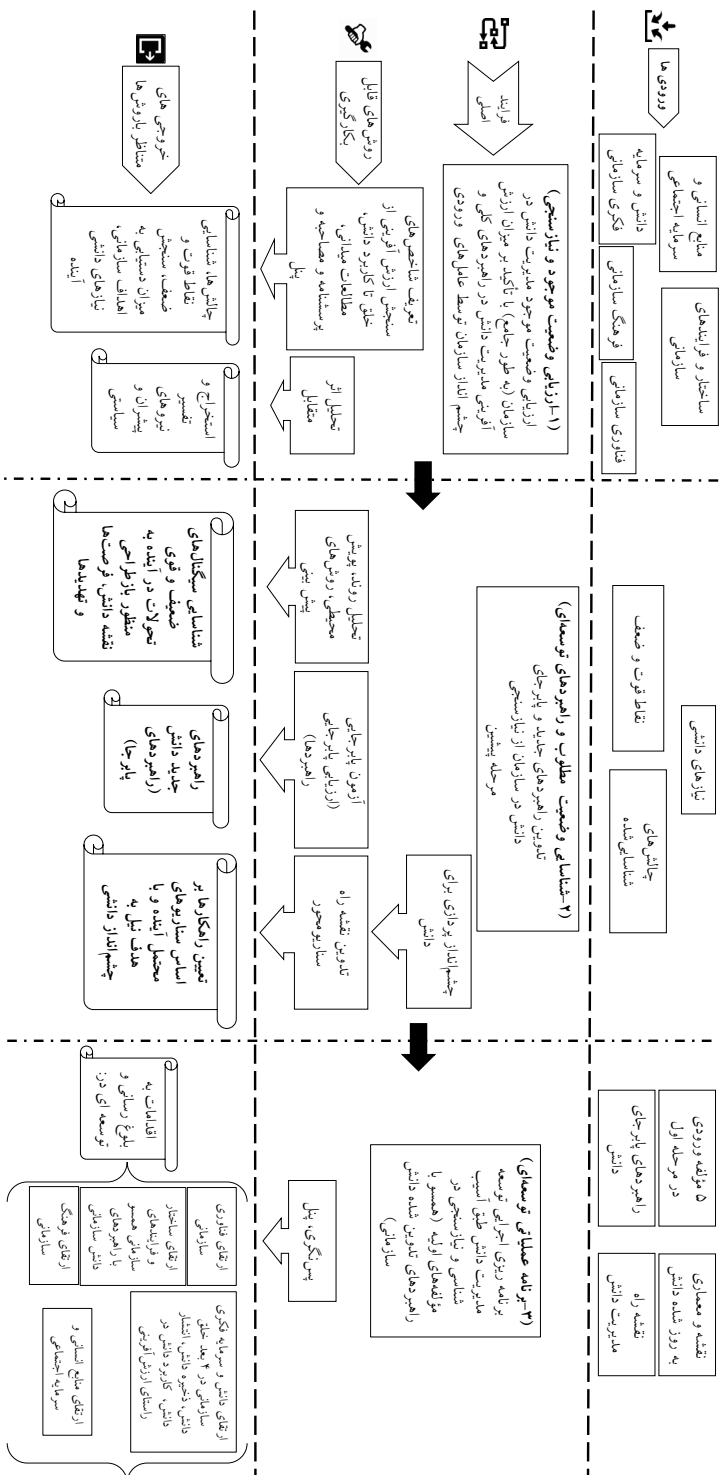 ورودی ها
منابع انسانی و
سرمایه اجتماعی
دانش و سرمایه
فکری سازمانی
ساختار و فرایندهای
سازمانی
فرهنگ سازمانی
فناوری سازمانی
نیازهای دانشی
نقاط قوت و ضعف
چالش‌های
شناسایی‌شده
۵ مؤلفه ورودی
در مرحله اول
راهبردهای پابرجای
دانش
نقشه و معماری
به روز شده دانش
نقشه راه
مدیریت دانش
فرایند
اصلی
۱-ارزیابی وضعیت موجود و نیازسنجی)
ارزیابی وضعیت موجود مدیریت دانش در
سازمان (به طور جامع) با تأکید بر میزان ارزش
آفرینی مدیریت دانش در راهبردهای کلی و
چشم انداز سازمان توسط عامل‌های ورودی
۲-شناسایی وضعیت مطلوب و راهبردهای توسعه‌ای)
تدوین راهبردهای جدید و پابرجای
دانش در سازمان از نیازسنجی
مرحله پیشین
۳-برنامه عملیاتی توسعه‌ای)
برنامه ریزی اجرایی توسعه
مدیریت دانش طبق آسیب
شناسی و نیازسنجی در
مؤلفه‌های اولیه (همسو با
راهبردهای تدوین شده دانش
سازمانی)
روش های قابل
بکارگیری
تعریف شاخص‌های
سنجش ارزش آفرینی از
خلق تا کاربرد دانش،
مطالعات میدانی،
پرسشنامه و مصاحبه و
پنل
تحلیل اثر
متقابل
تحلیل روند، پویش
محیطی، روش‌های
پیش بینی
آزمون پابرجایی
(ارزیابی پابرجایی
راهبردها)
چشم‌انداز پردازی برای
دانش
تدوین نقشه راه
سناریومحور
پس‌نگری، پنل
خروجی های
متناظر باروش‌ها
چالش ها، شناسایی
نقاط قوت و
ضعف، سنجش
میزان دستیابی به
اهداف سازمانی،
نیازهای دانشی
آینده
استخراج و
تفسیر
نیروهای
پیشران و
سیاستی
شناسایی سیگنال‌های
ضعیف و قوی
تحولات در آینده به
منظور بازطراحی
نقشه دانش، فرصت‌ها
و تهدیدها
راهبردهای
جدید دانش
(راهبردهای
پابرجا)
تعیین راهکارها بر
اساس سناریوهای
محتمل آینده و با
هدف نیل به
چشم‌انداز دانشی
اقدامات به
بلوغ رسانی و
توسعه ای در:
ارتقای فناوری
سازمانی
ارتقای ساختار
و فرایندهای
سازمانی همسو
با راهبردهای
دانش سازمانی
ارتقای فرهنگ
سازمانی
ارتقای دانش و سرمایه فکری
سازمانی در ۴ بعد خلق
دانش، ذخیره دانش، انتشار
دانش، کاربرد دانش در
راستای ارزش‌آفرینی
ارتقای منابع انسانی و
سرمایه اجتماعی